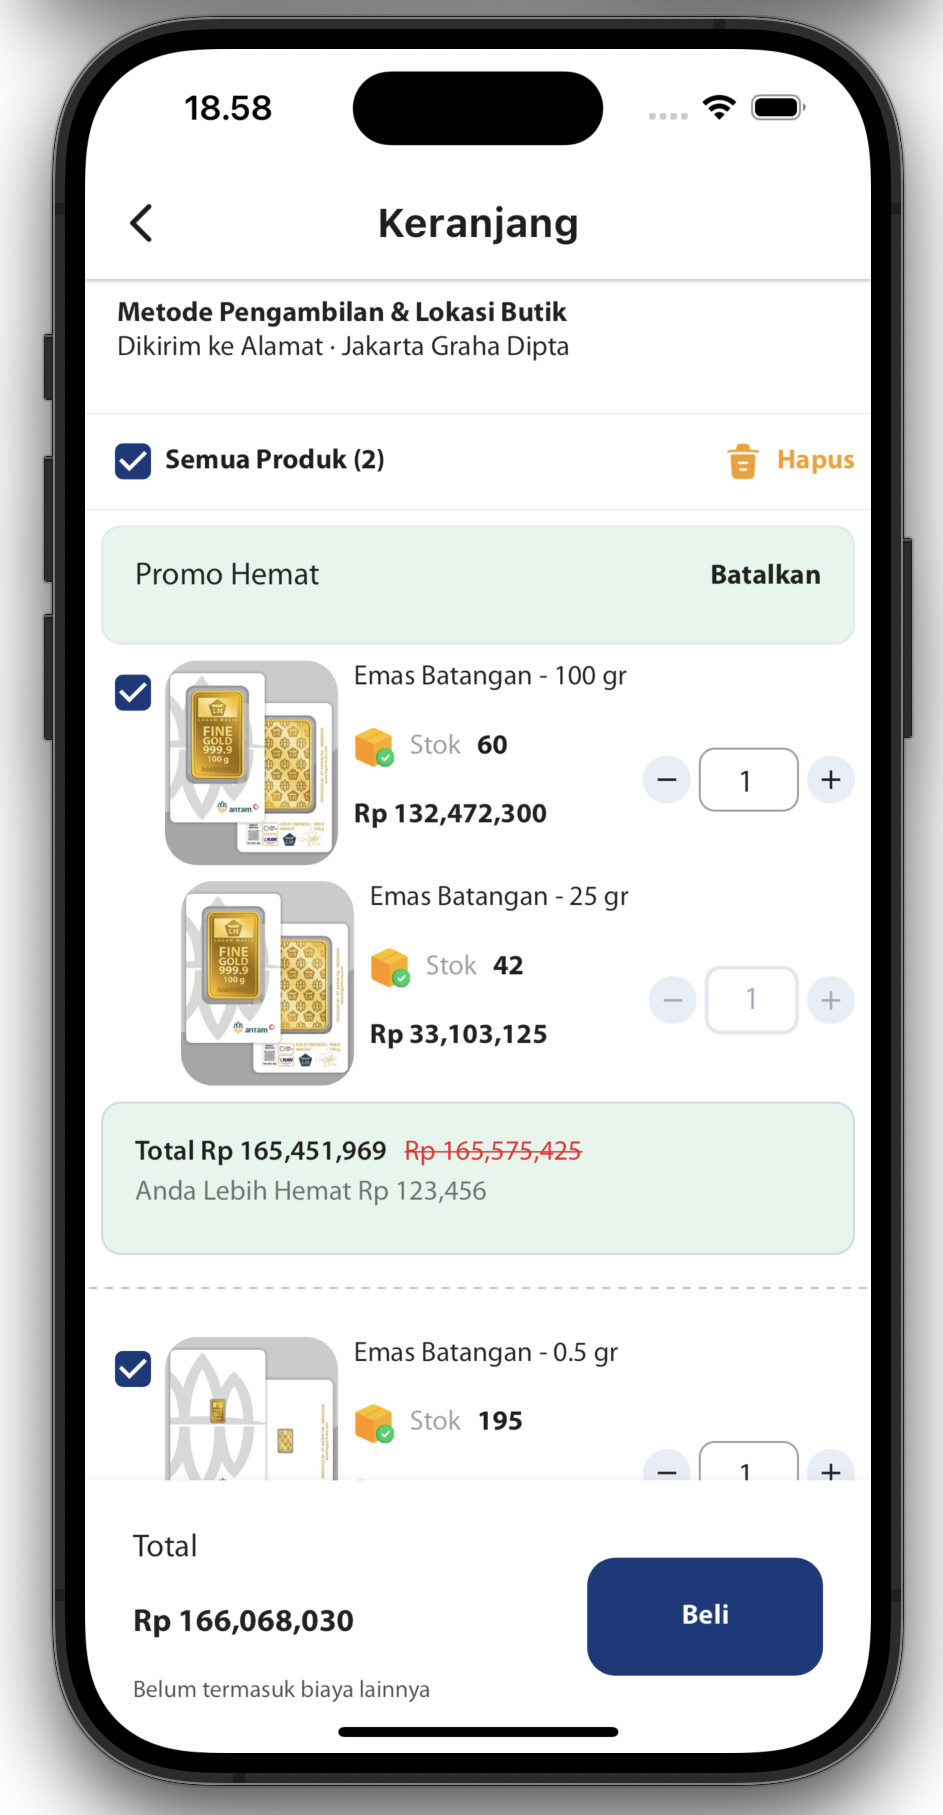 18.58
Keranjang
Metode Pengambilan & Lokasi Butik
Dikirim ke Alamat · Jakarta Graha Dipta
Semua Produk (2)
Hapus
Promo Hemat
Batalkan
Emas Batangan - 100 gr
FINE
GOLD
999.9
100 g
antam
Stok 60
− 1 +
Rp 132,472,300
Emas Batangan - 25 gr
FINE
GOLD
999.9
100 g
antam
Stok 42
− 1 +
Rp 33,103,125
Total Rp 165,451,969 Rp 165,575,425
Anda Lebih Hemat Rp 123,456
Emas Batangan - 0.5 gr
Stok 195
− 1 +
Total
Rp 166,068,030
Beli
Belum termasuk biaya lainnya